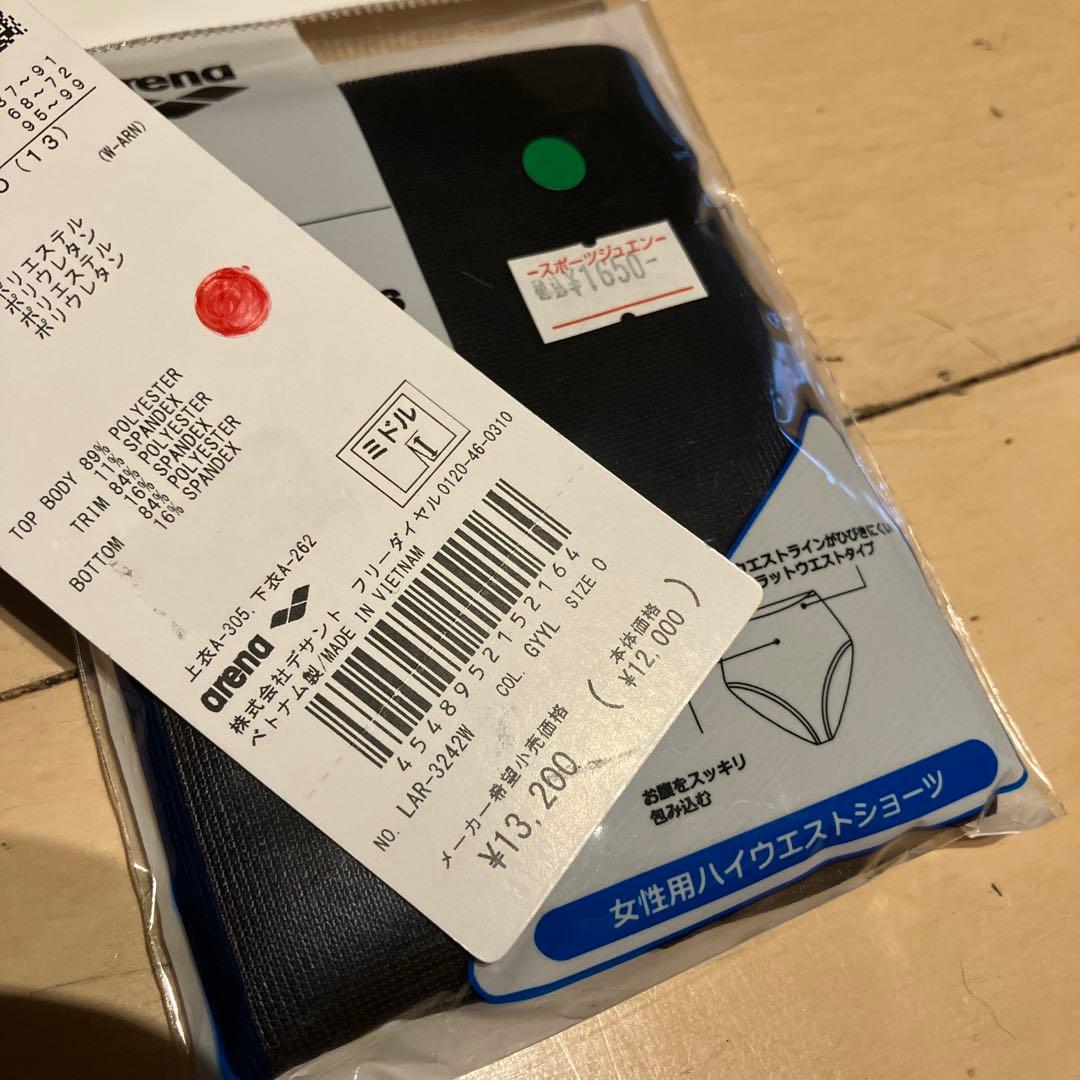 37~91
68~72
95~99
O (13)
(W-ARN)
ポリエステル
ポリウレタン
ポリエステル
ポリウレタン
TOP BODY 89% POLYESTER
11% SPANDEX
TRIM 84% POLYESTER
16% SPANDEX
BOTTOM 84% POLYESTER
16% SPANDEX
ミドル
上衣A-305,下衣A-262
arena
株式会社デサント フリーダイヤル0120-46-0310
ベトナム製/MADE IN VIETNAM
4548952152164
NO. LAR-3242W COL. GYYL SIZE O
メーカー希望小売価格 (本体価格
¥13,200 ¥12,000)
arena
-スポーツジュエン-
¥1650-
エストラインがひびきにくい
ラットウエストタイプ
お腹をスッキリ
包み込む
女性用ハイウエストショーツ